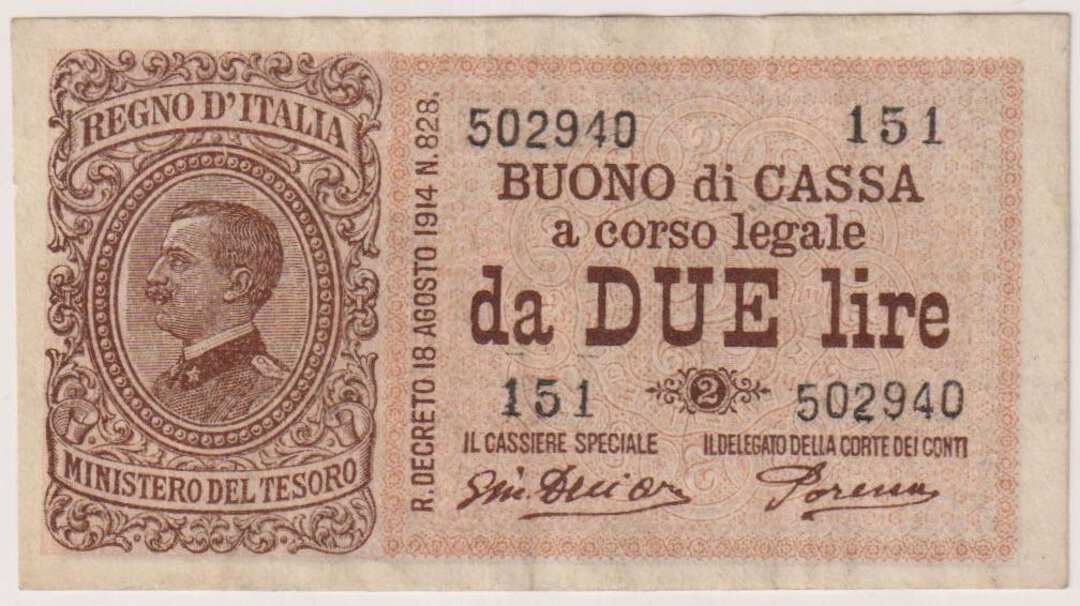 REGNO D'ITALIA
MINISTERO DEL TESORO
R. DECRETO 18 AGOSTO 1914 N. 828.
502940 151
BUONO di CASSA
a corso legale
da DUE lire
151 2 502940
IL CASSIERE SPECIALE IL DELEGATO DELLA CORTE DEI CONTI
Porena